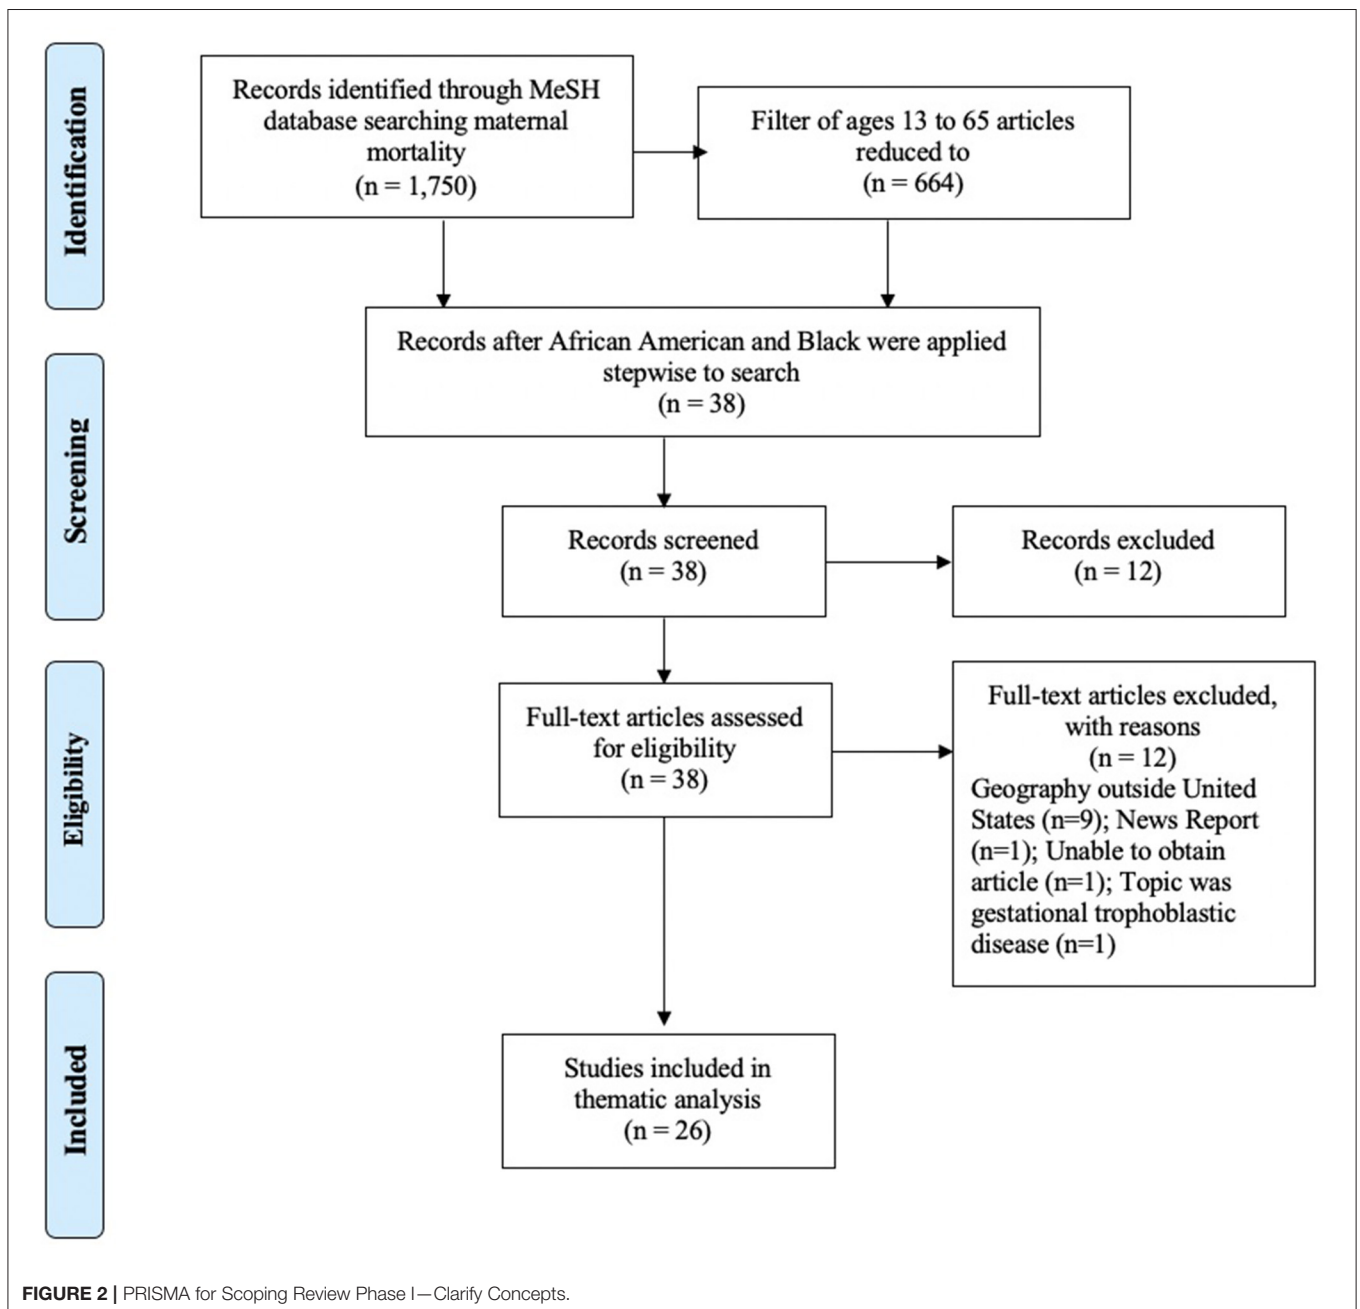 Identification
Records identified through MeSH
database searching maternal
mortality
(n = 1,750)
Filter of ages 13 to 65 articles
reduced to
(n = 664)
Records after African American and Black were applied
stepwise to search
(n = 38)
Screening
Records screened
(n = 38)
Records excluded
(n = 12)
Eligibility
Full-text articles assessed
for eligibility
(n = 38)
Full-text articles excluded,
with reasons
(n = 12)
Geography outside United
States (n=9); News Report
(n=1); Unable to obtain
article (n=1); Topic was
gestational trophoblastic
disease (n=1)
Included
Studies included in
thematic analysis
(n = 26)
FIGURE 2 | PRISMA for Scoping Review Phase I—Clarify Concepts.